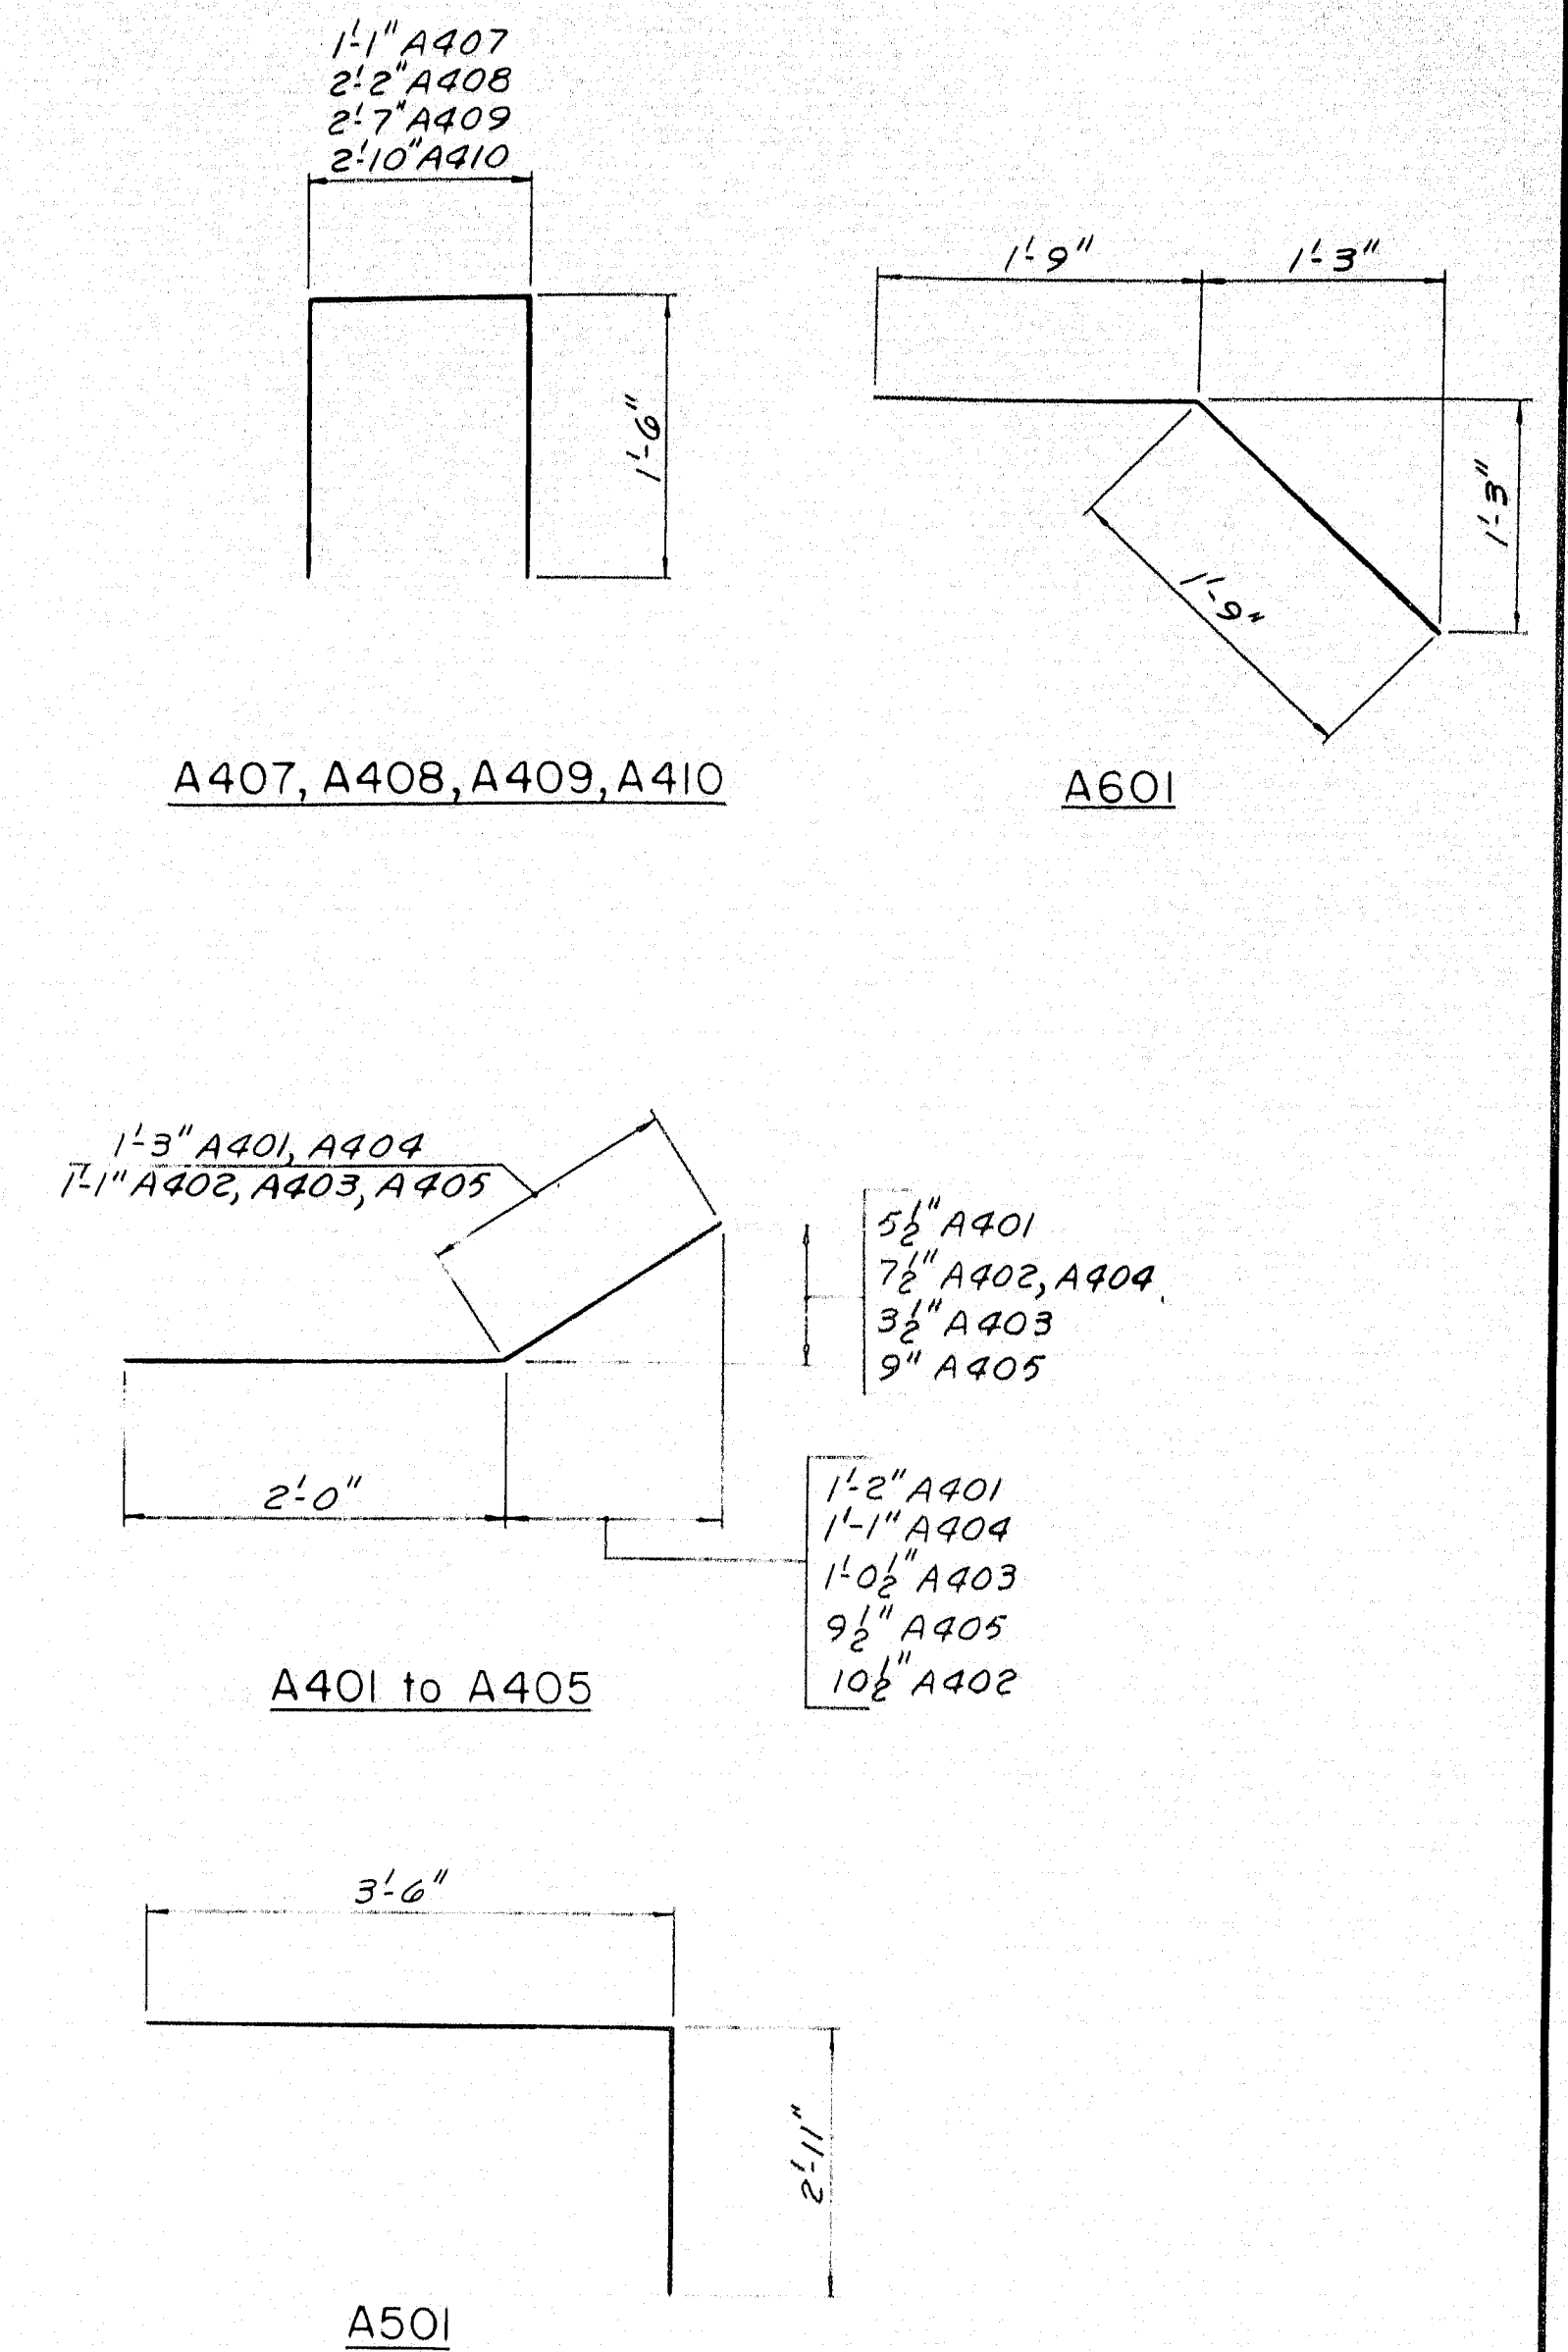 1'-1" A407
2'-2" A408
2'-7" A409
2'-10" A410
1'-6"
A407, A408, A409, A410
1'-9"
1'-3"
1'-3"
1'-9"
A601
1'-3" A401, A404
1'-1" A402, A403, A405
5½" A401
7½" A402, A404
3½" A403
9" A405
2'-0"
1'-2" A401
1'-1" A404
1'-0½" A403
9½" A405
10½" A402
A401 to A405
3'-6"
2'-11"
A501